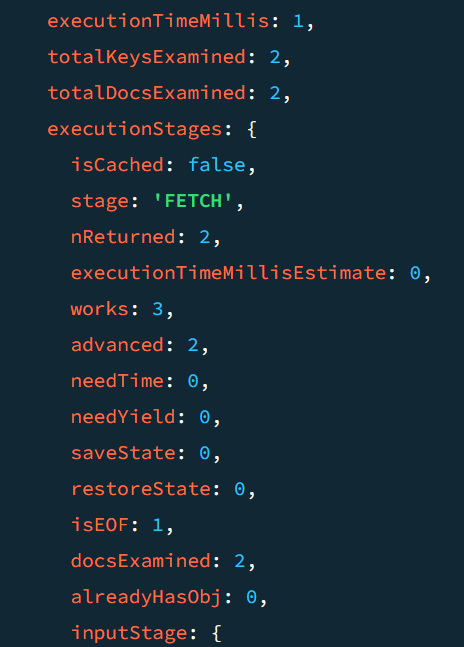 executionTimeMillis: 1,
totalKeysExamined: 2,
totalDocsExamined: 2,
executionStages: {
isCached: false,
stage: 'FETCH',
nReturned: 2,
executionTimeMillisEstimate: 0,
works: 3,
advanced: 2,
needTime: 0,
needYield: 0,
saveState: 0,
restoreState: 0,
isEOF: 1,
docsExamined: 2,
alreadyHasObj: 0,
inputStage: {